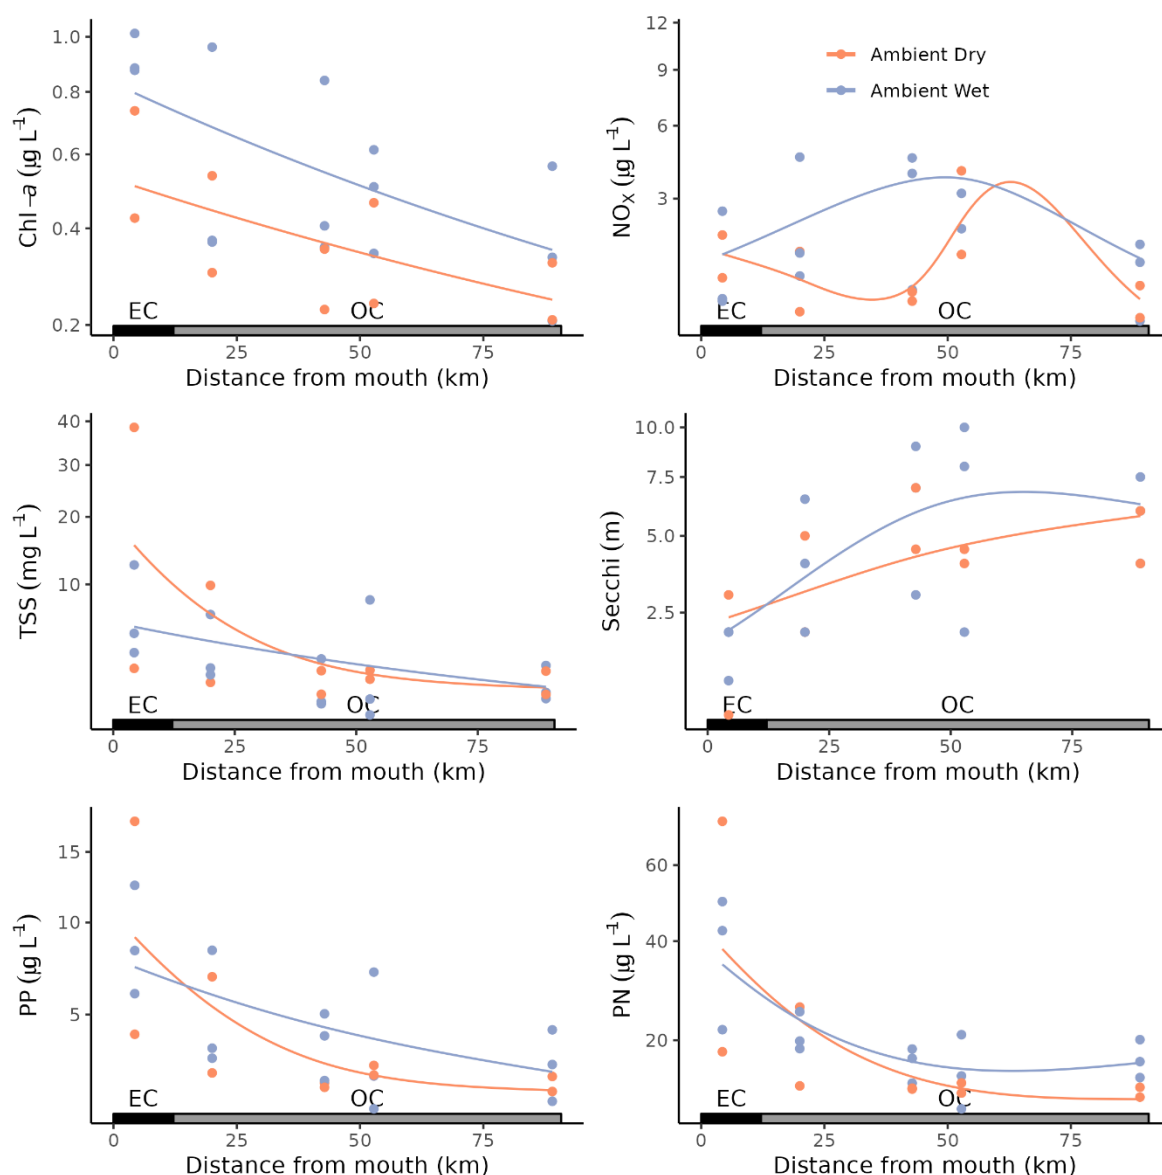 Chl−a (μg L⁻¹)
1.0
0.8
0.6
0.4
0.2
EC
OC
0
25
50
75
Distance from mouth (km)
NOX (μg L⁻¹)
12
9
6
3
Ambient Dry
Ambient Wet
EC
OC
0
25
50
75
Distance from mouth (km)
TSS (mg L⁻¹)
40
30
20
10
EC
OC
0
25
50
75
Distance from mouth (km)
Secchi (m)
10.0
7.5
5.0
2.5
EC
OC
0
25
50
75
Distance from mouth (km)
PP (μg L⁻¹)
15
10
5
EC
OC
0
25
50
75
Distance from mouth (km)
PN (μg L⁻¹)
60
40
20
EC
OC
0
25
50
75
Distance from mouth (km)